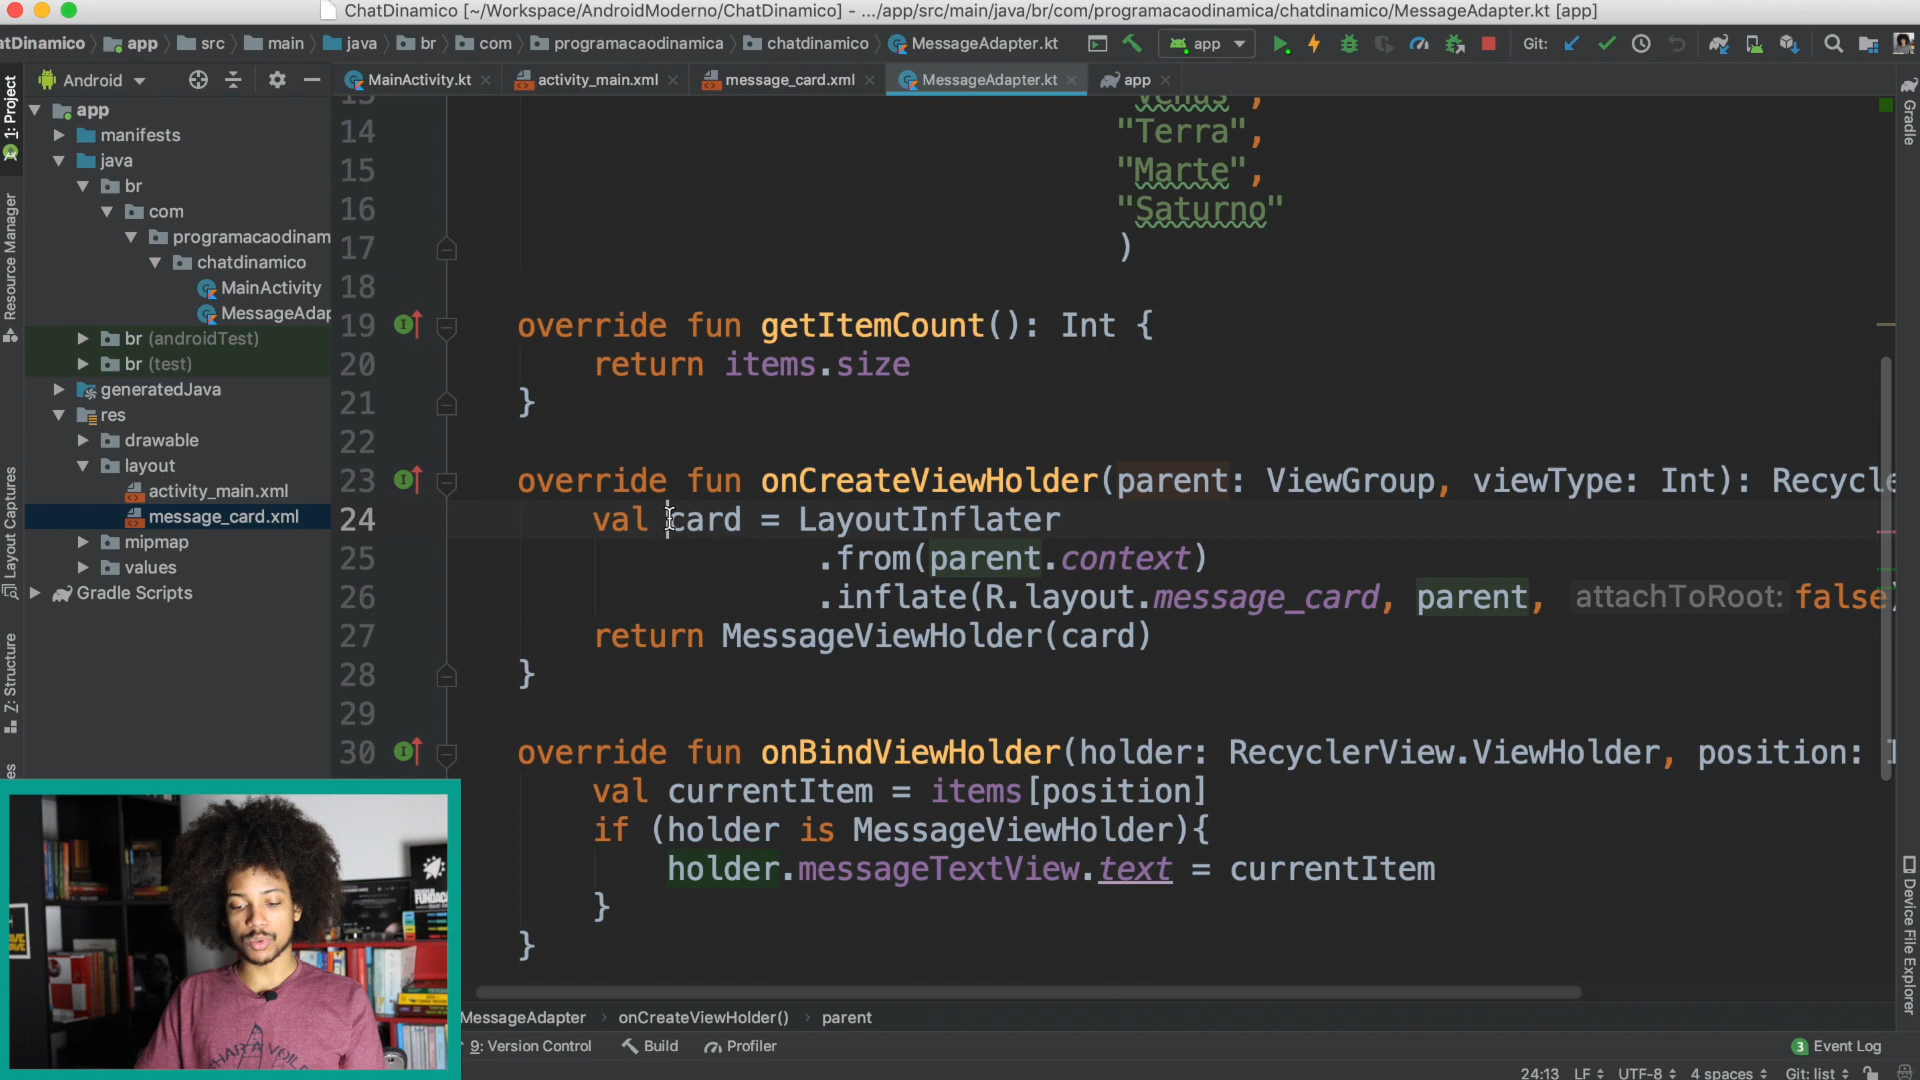 ChatDinamico [~/Workspace/AndroidModerno/ChatDinamico] – .../app/src/main/java/br/com/programacaodinamica/chatdinamico/MessageAdapter.kt [app]
atDinamico app src main java br com programacaodinamica chatdinamico MessageAdapter.kt app Git:
Android MainActivity.kt activity_main.xml message_card.xml MessageAdapter.kt app
1: Project
Resource Manager
Layout Captures
Z: Structure
app
manifests
java
br
com
programacaodinam
chatdinamico
MainActivity
MessageAdap
br (androidTest)
br (test)
generatedJava
res
drawable
layout
activity_main.xml
message_card.xml
mipmap
values
Gradle Scripts
13 "Venus",
14 "Terra",
15 "Marte",
16 "Saturno"
17 )
18
19 override fun getItemCount(): Int {
20 return items.size
21 }
22
23 override fun onCreateViewHolder(parent: ViewGroup, viewType: Int): Recycle
24 val card = LayoutInflater
25 .from(parent.context)
26 .inflate(R.layout.message_card, parent, attachToRoot: false)
27 return MessageViewHolder(card)
28 }
29
30 override fun onBindViewHolder(holder: RecyclerView.ViewHolder, position: I
val currentItem = items[position]
if (holder is MessageViewHolder){
holder.messageTextView.text = currentItem
}
}
Gradle
Device File Explorer
MessageAdapter › onCreateViewHolder() › parent
9: Version Control Build Profiler 3 Event Log
24:13 LF UTF-8 4 spaces Git: list